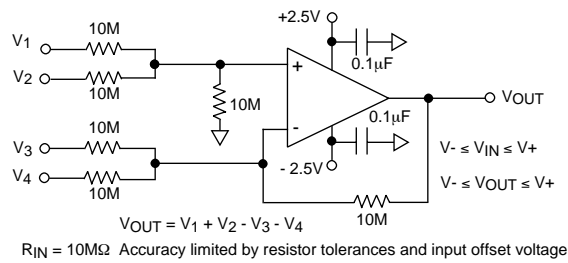 +2.5V
V1
10M
0.1µF
V2
10M
+
10M
VOUT
10M
-
0.1µF
V3
V4
10M
- 2.5V
V- ≤ VIN ≤ V+
V- ≤ VOUT ≤ V+
10M
VOUT = V1 + V2 - V3 - V4
RIN = 10MΩ Accuracy limited by resistor tolerances and input offset voltage